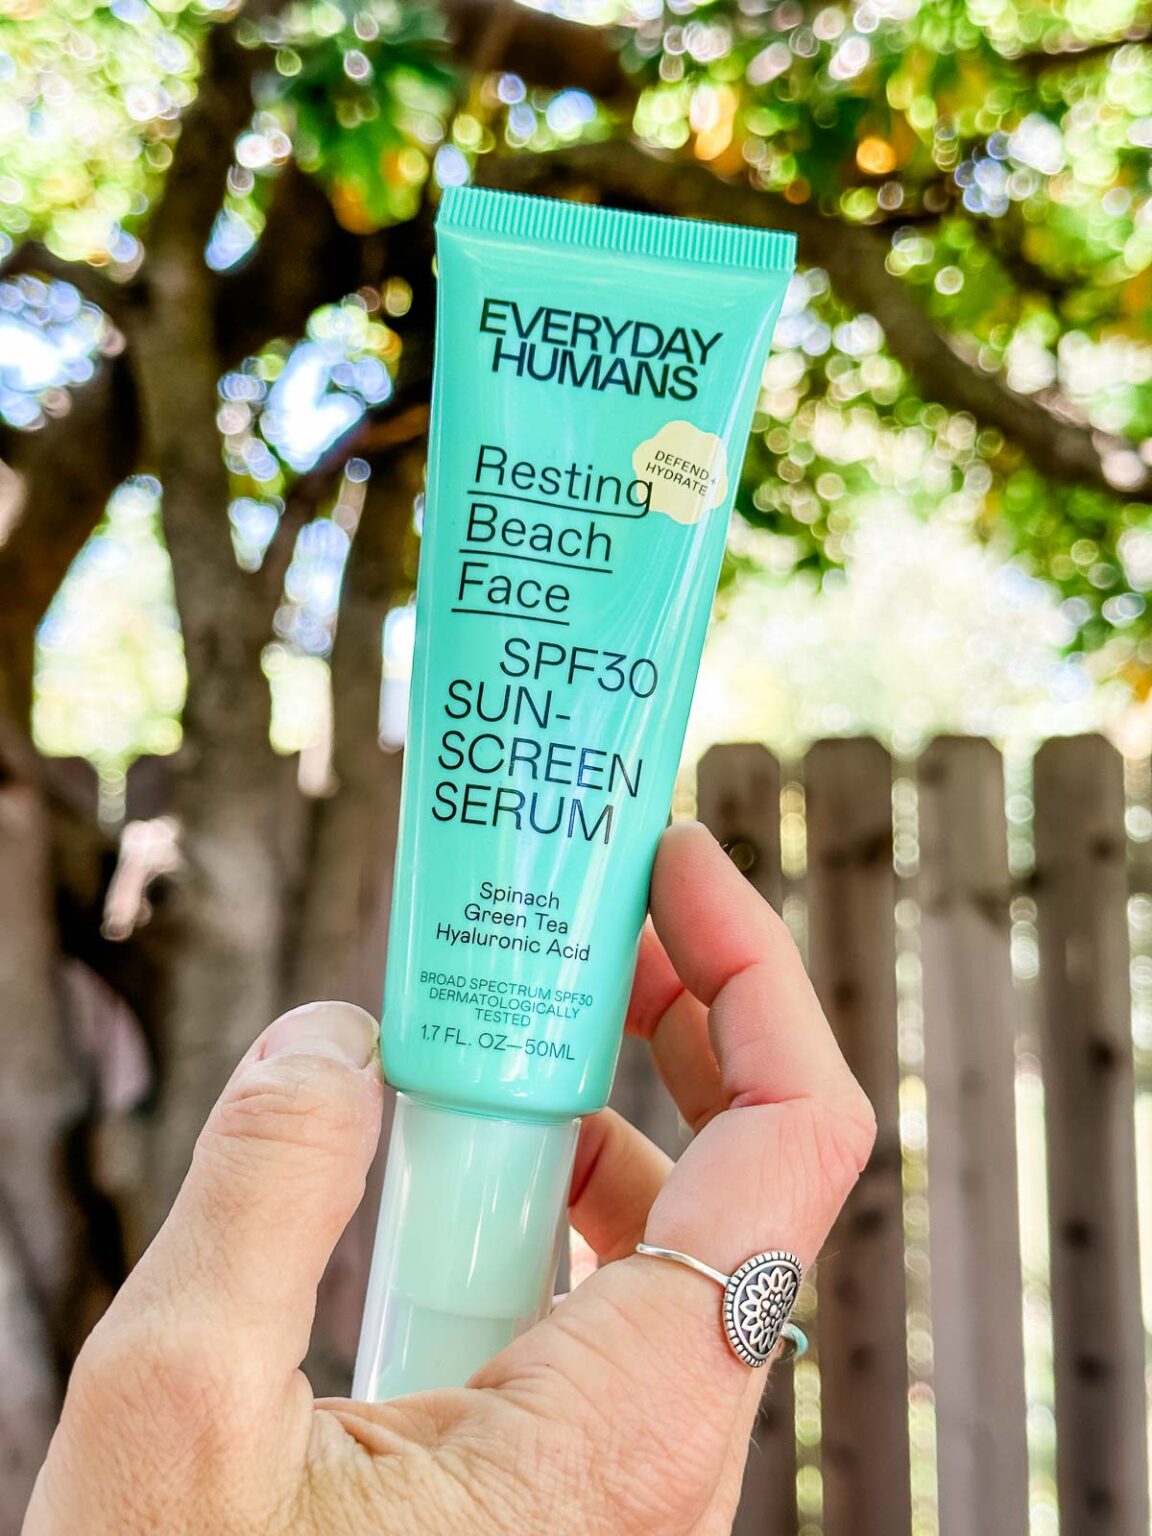 EVERYDAY
HUMANS
DEFEND +
HYDRATE
Resting
Beach
Face
SPF30
SUN-
SCREEN
SERUM
Spinach
Green Tea
Hyaluronic Acid
BROAD SPECTRUM SPF30
DERMATOLOGICALLY
TESTED
1.7 FL. OZ—50ML